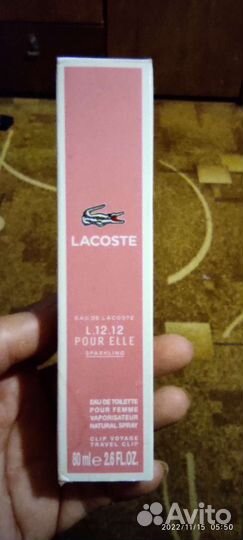 LACOSTE
EAU DE LACOSTE
L.12.12
POUR ELLE
SPARKLING
EAU DE TOILETTE
POUR FEMME
VAPORISATEUR
NATURAL SPRAY
CLIP VOYAGE
TRAVEL CLIP
80 ml e 2.6 FL.OZ.
2022/11/15 05:50
Avito